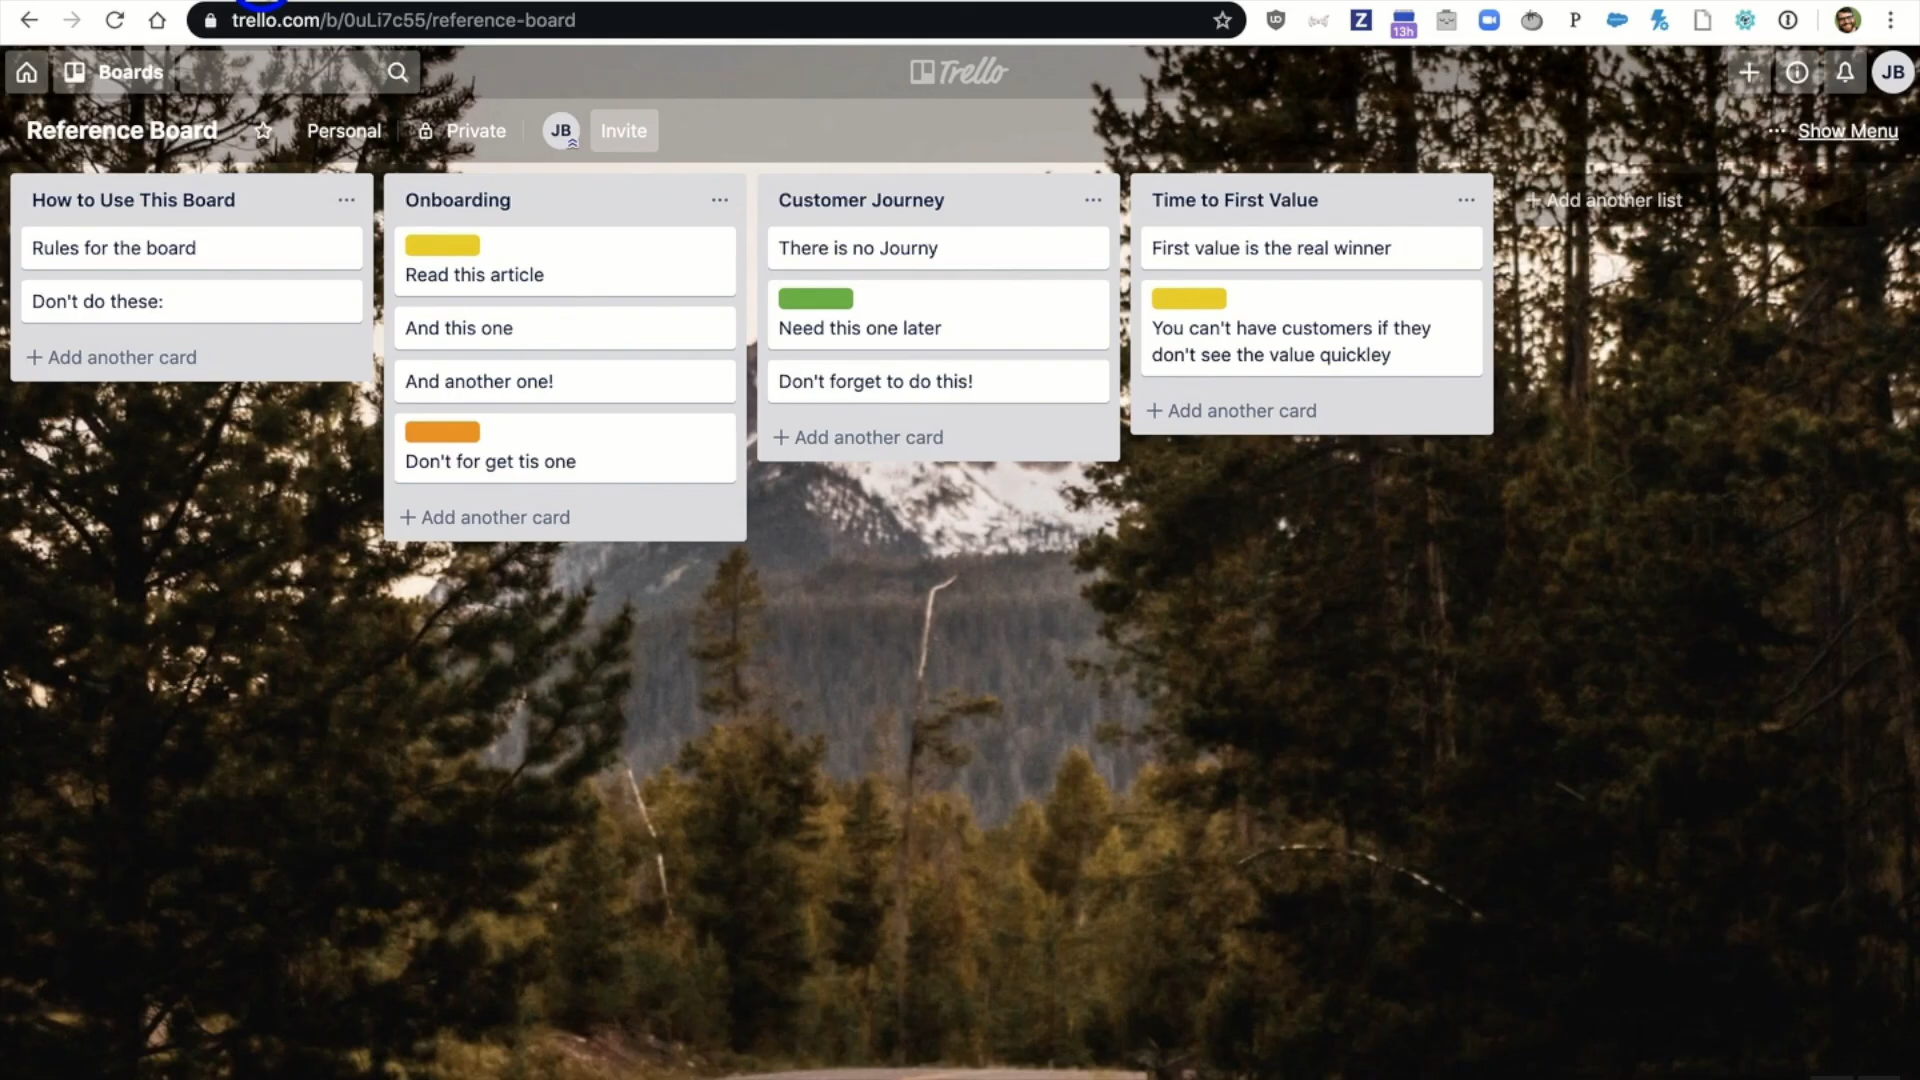 trello.com/b/0uLi7c55/reference-board
13h
Boards
Trello
JB
Reference Board
Personal
Private
JB
Invite
Show Menu
How to Use This Board
Rules for the board
Don't do these:
+ Add another card
Onboarding
Read this article
And this one
And another one!
Don't for get tis one
+ Add another card
Customer Journey
There is no Journy
Need this one later
Don't forget to do this!
+ Add another card
Time to First Value
First value is the real winner
You can't have customers if they
don't see the value quickley
+ Add another card
+ Add another list